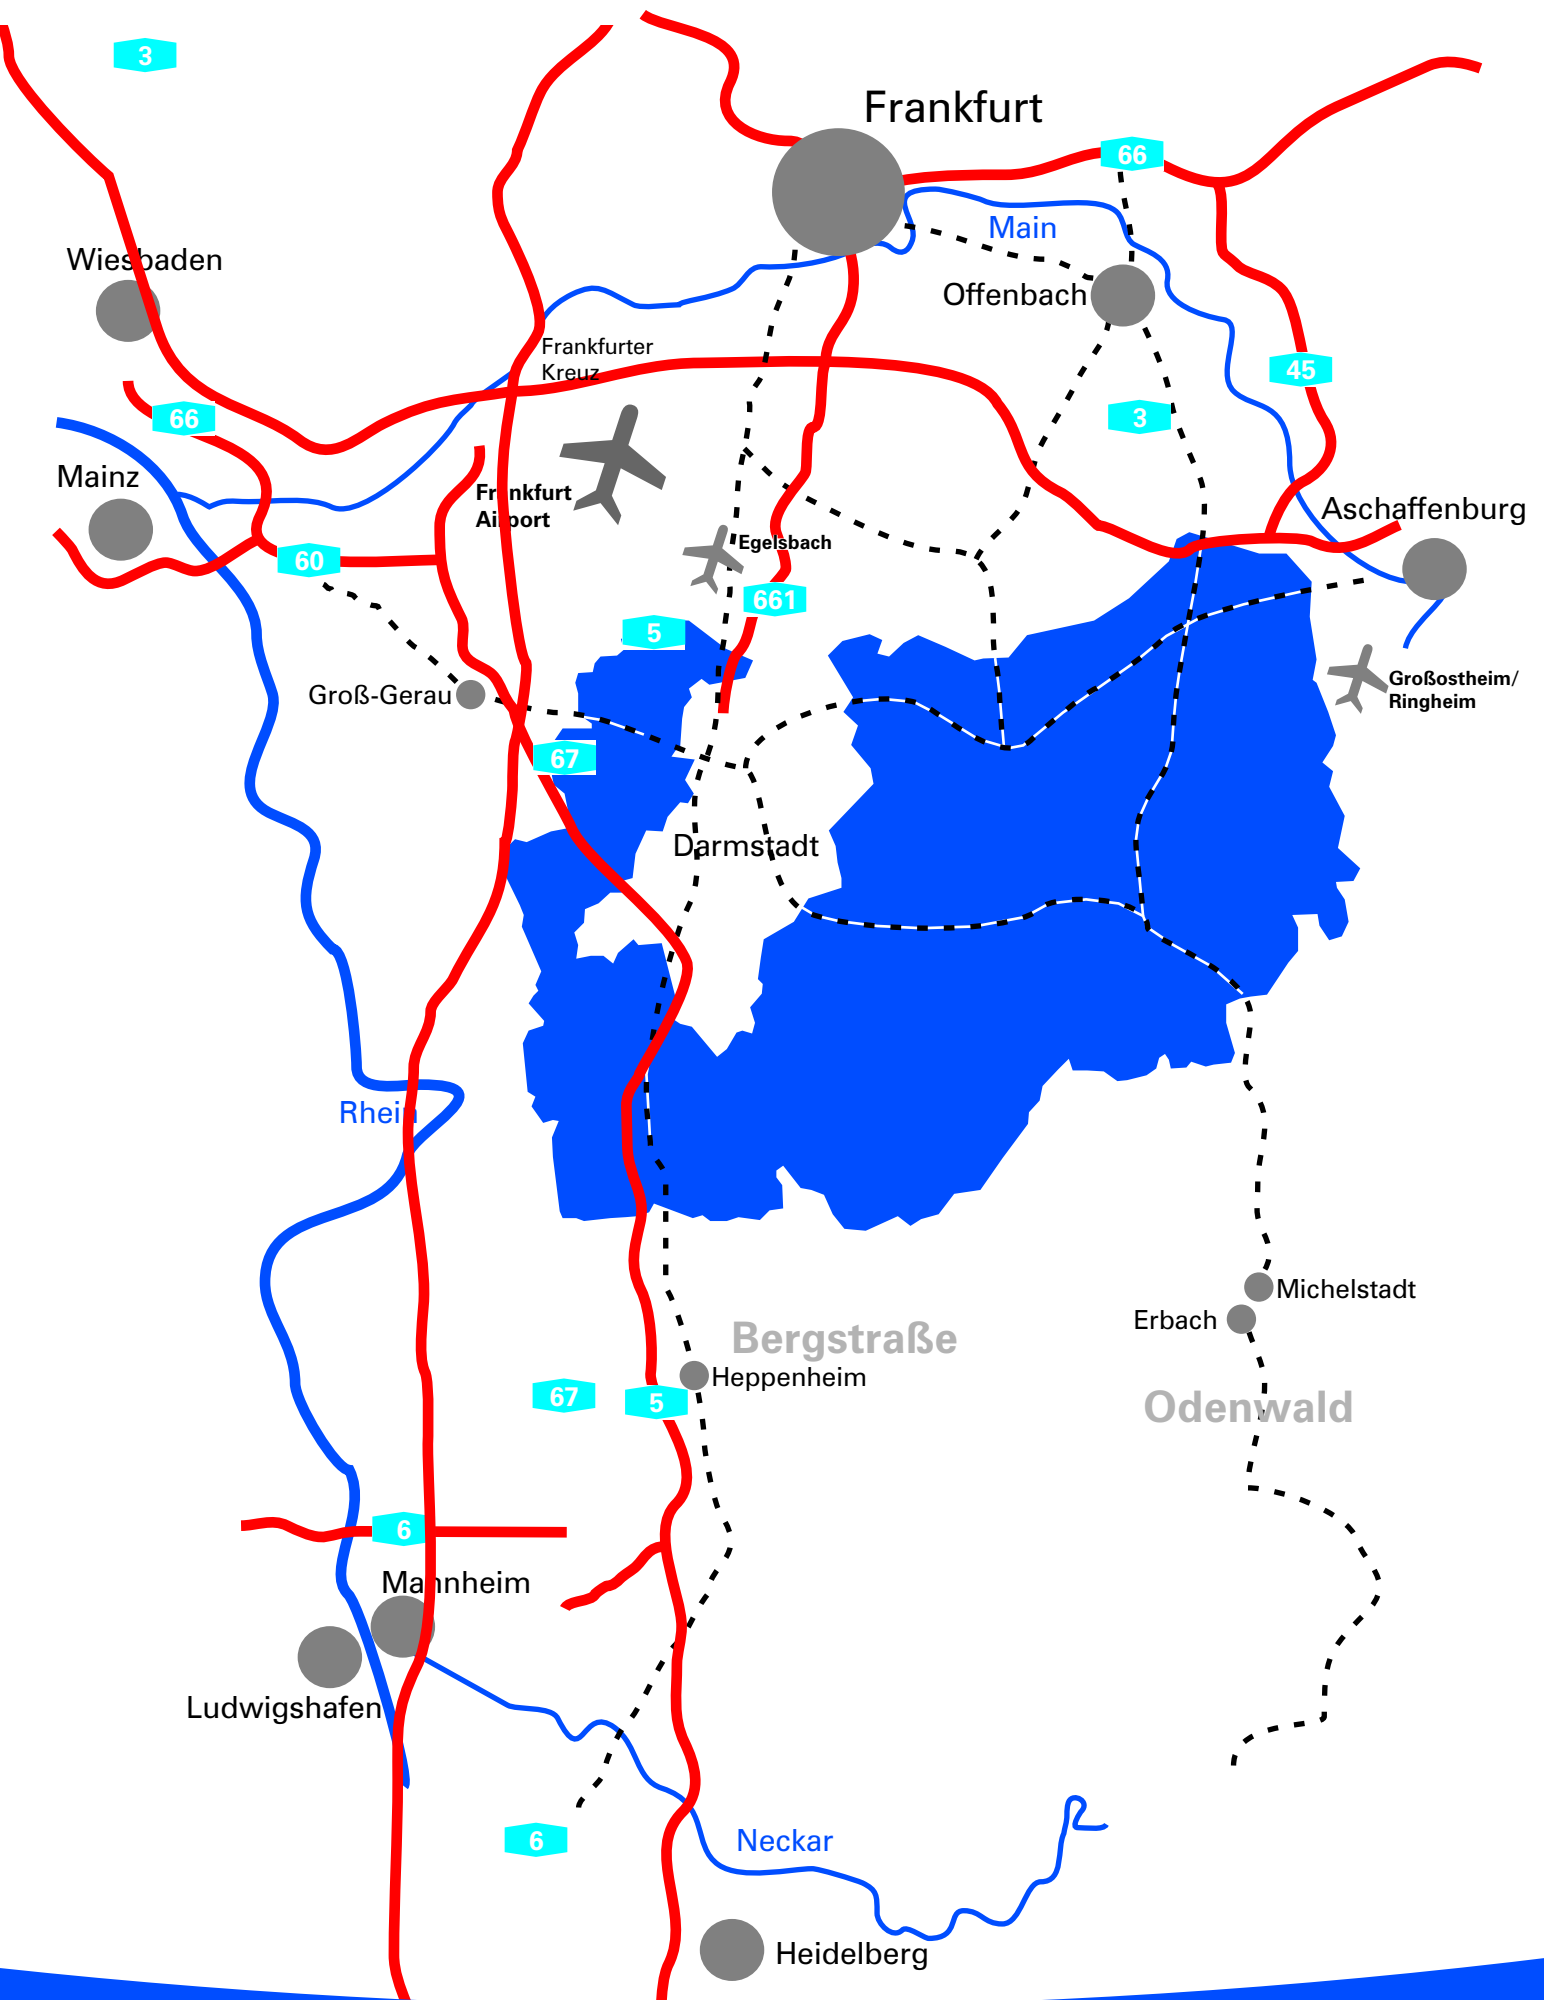 3
Frankfurt
66
Main
Wiesbaden
Offenbach
Frankfurter
Kreuz
45
66
3
Mainz
Frankfurt
Airport
Aschaffenburg
Egelsbach
60
661
5
Großostheim/
Ringheim
Groß-Gerau
67
Darmstadt
Rhein
Michelstadt
Erbach
Bergstraße
Heppenheim
67
5
Odenwald
6
Mannheim
Ludwigshafen
6
Neckar
Heidelberg